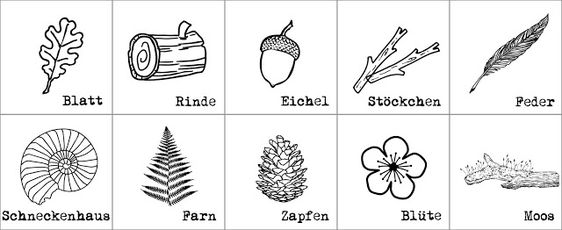 Blatt
Rinde
Eichel
Stöckchen
Feder
Schneckenhaus
Farn
Zapfen
Blüte
Moos